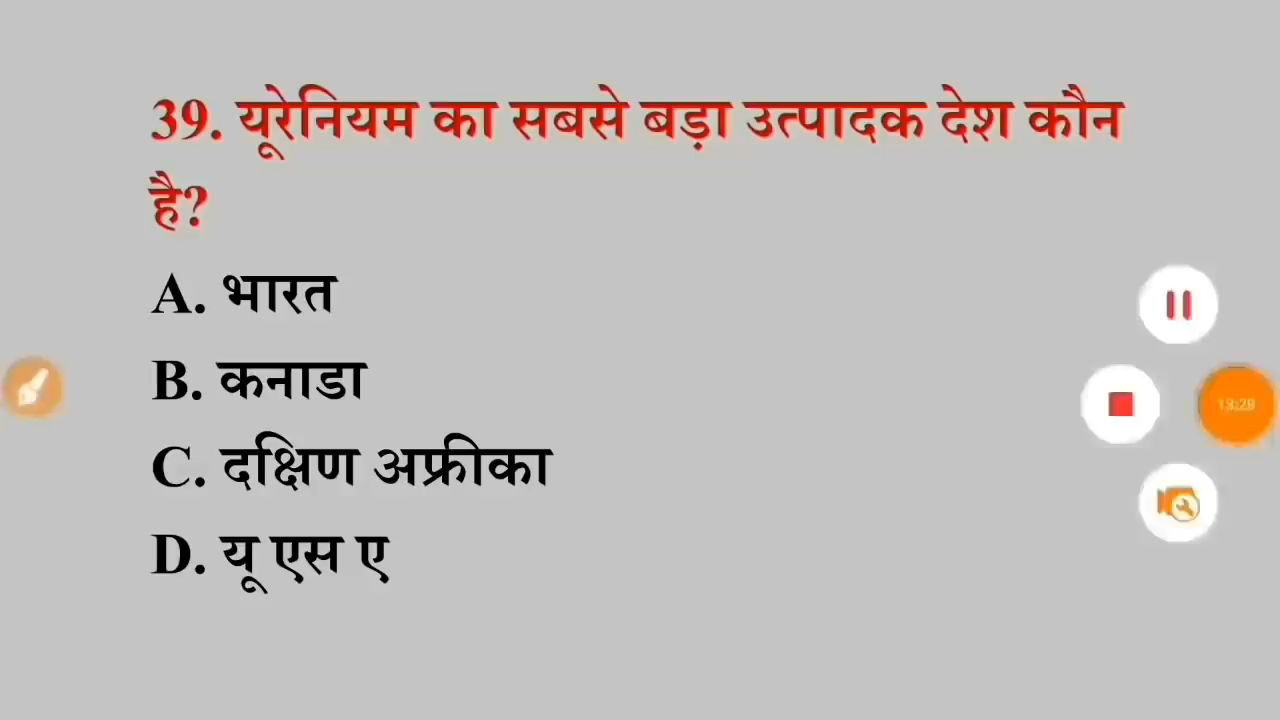 39. यूरेनियम का सबसे बड़ा उत्पादक देश कौन
है?
A. भारत
B. कनाडा
C. दक्षिण अफ्रीका
D. यू एस ए
13:28